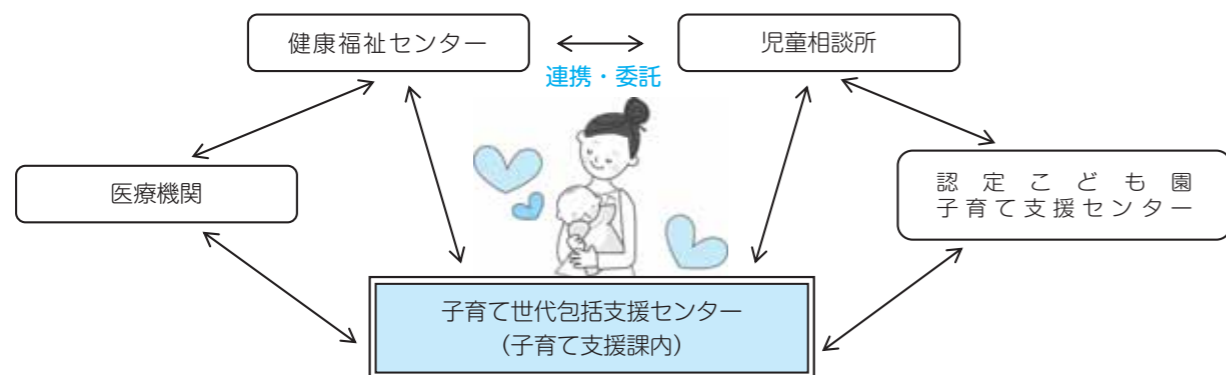 健康福祉センター
児童相談所
連携・委託
医療機関
認定こども園
子育て支援センター
子育て世代包括支援センター
（子育て支援課内）